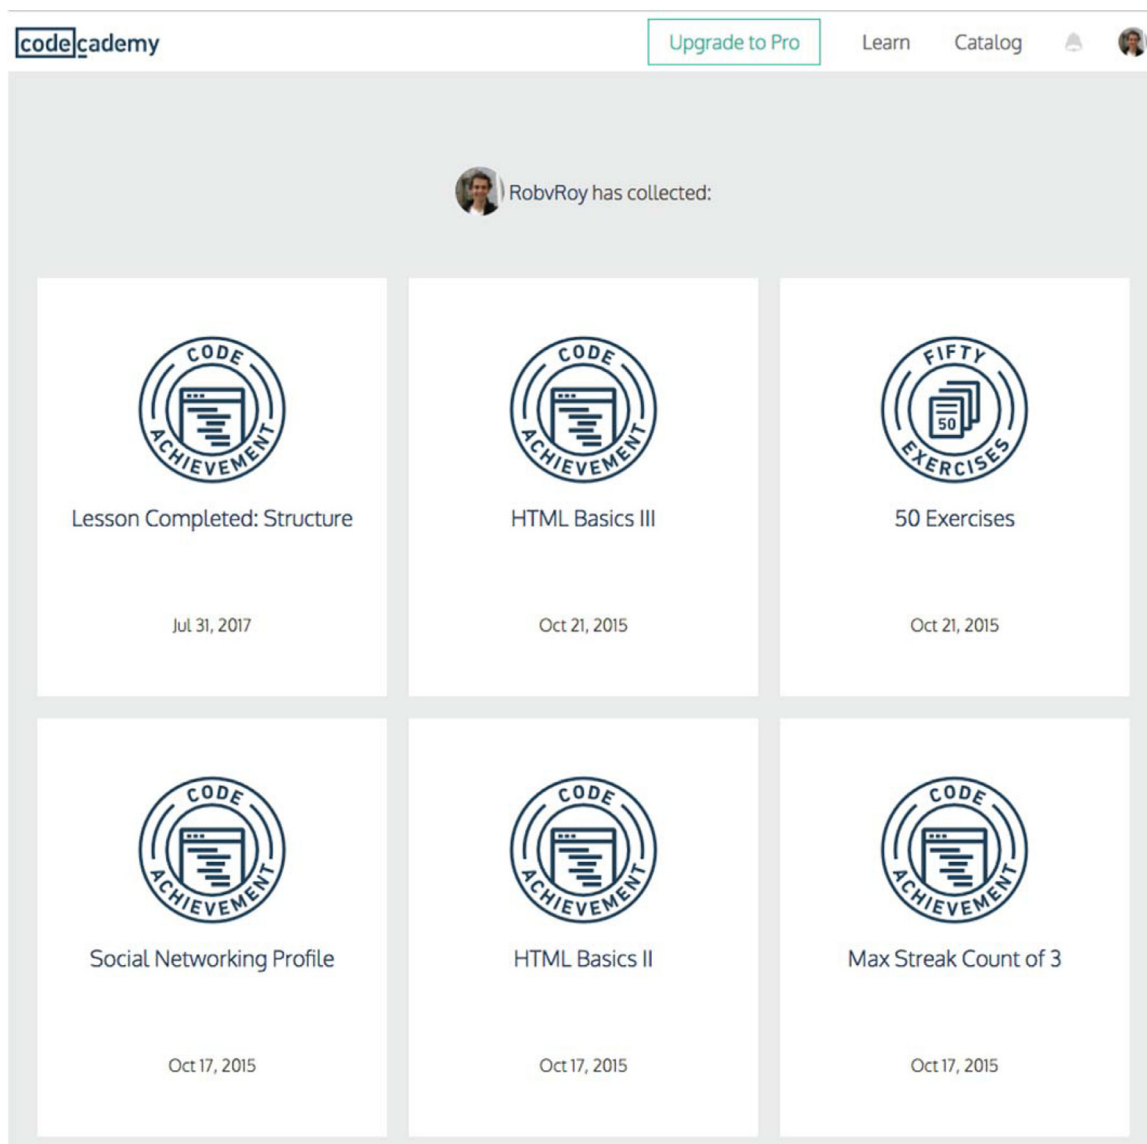 codecademy
Upgrade to Pro
Learn
Catalog
RobvRoy has collected:
CODE
ACHIEVEMENT
Lesson Completed: Structure
Jul 31, 2017
CODE
ACHIEVEMENT
HTML Basics III
Oct 21, 2015
FIFTY
50
EXERCISES
50 Exercises
Oct 21, 2015
CODE
ACHIEVEMENT
Social Networking Profile
Oct 17, 2015
CODE
ACHIEVEMENT
HTML Basics II
Oct 17, 2015
CODE
ACHIEVEMENT
Max Streak Count of 3
Oct 17, 2015